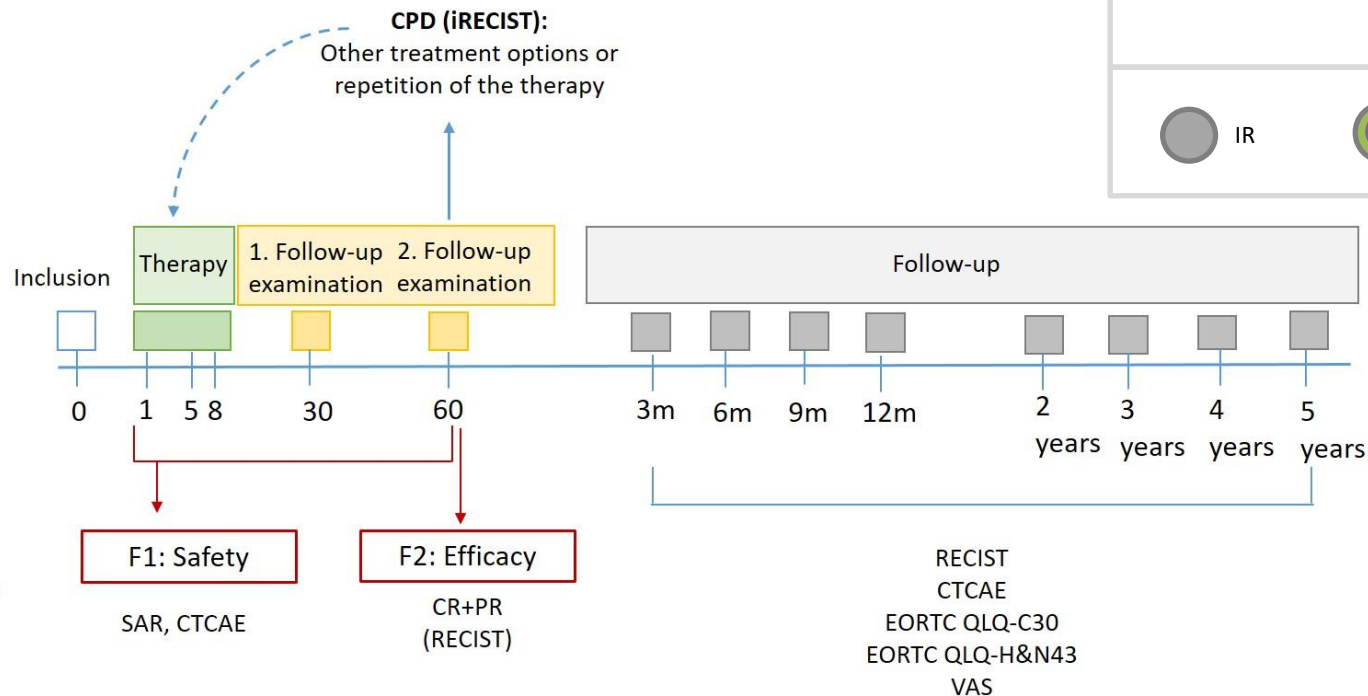 CPD (iRECIST):
Other treatment options or
repetition of the therapy
IR
Inclusion
Therapy
1. Follow-up
examination
2. Follow-up
examination
Follow-up
0
1
5
8
30
60
3m
6m
9m
12m
2
years
3
years
4
years
5
years
F1: Safety
SAR, CTCAE
F2: Efficacy
CR+PR
(RECIST)
RECIST
CTCAE
EORTC QLQ-C30
EORTC QLQ-H&N43
VAS